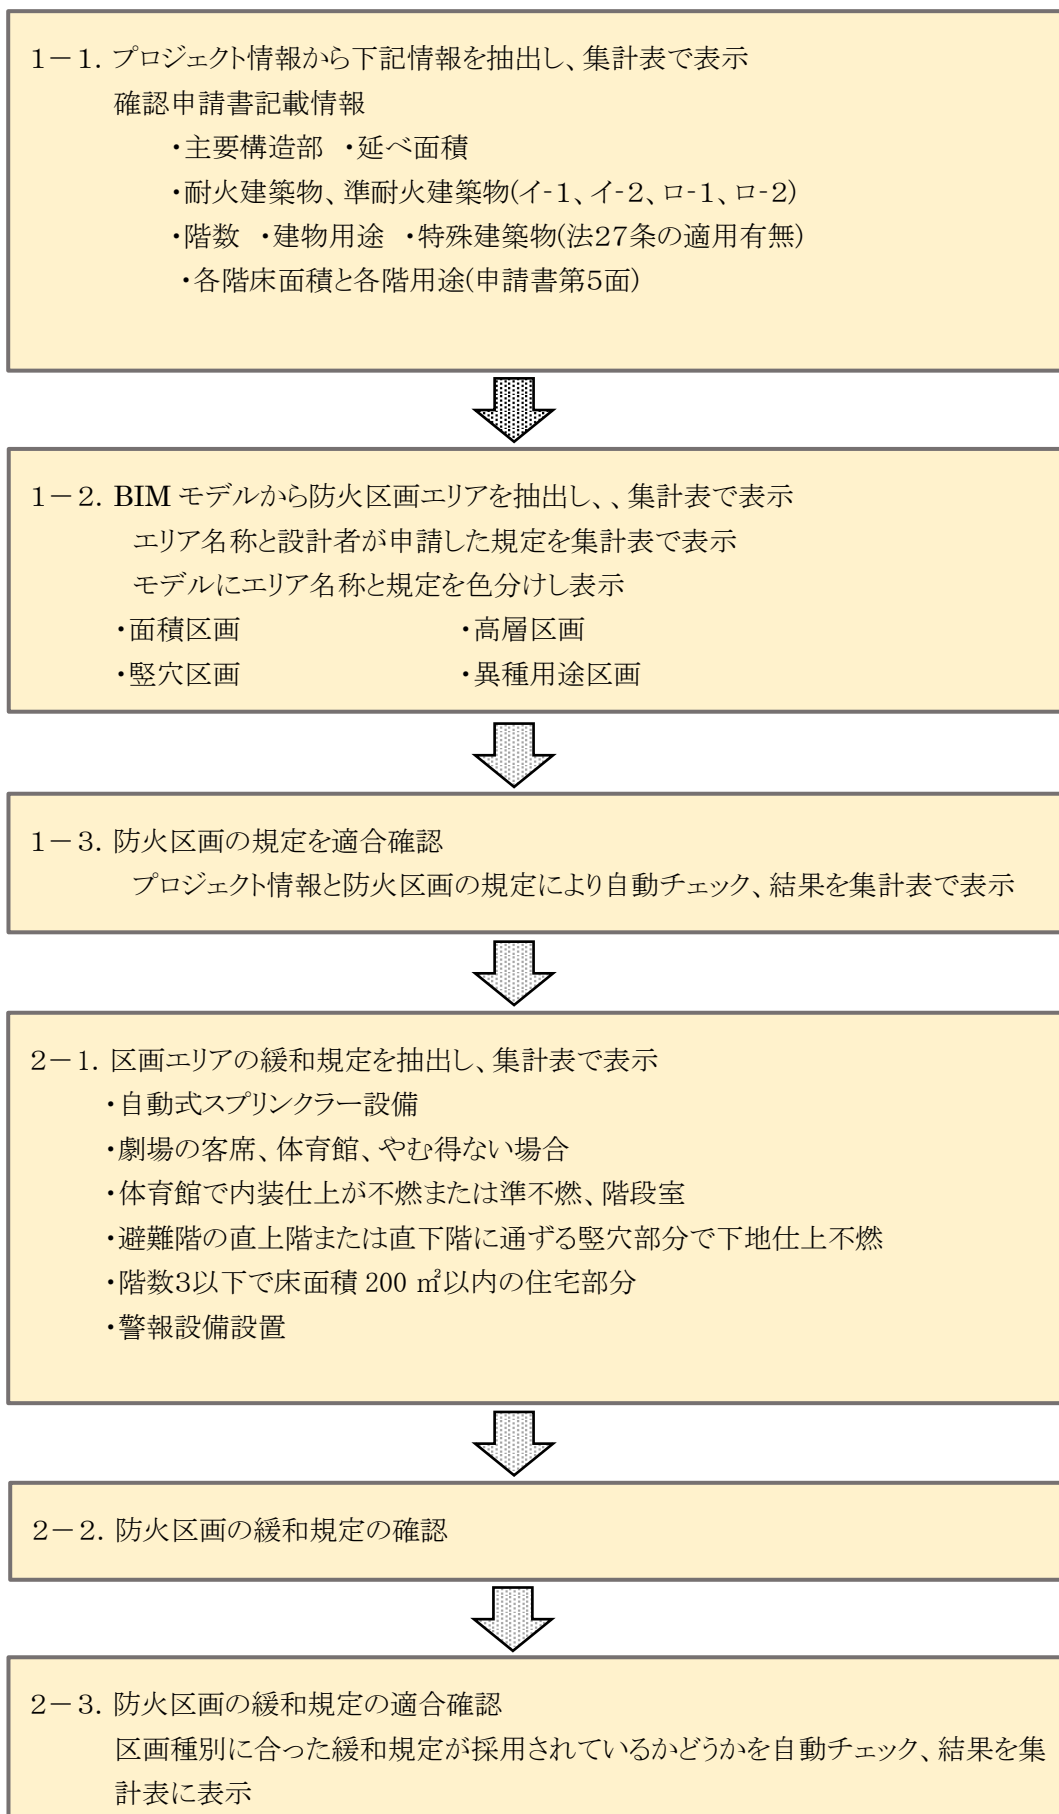 1－1. プロジェクト情報から下記情報を抽出し、集計表で表示
確認申請書記載情報
・主要構造部 ・延べ面積
・耐火建築物、準耐火建築物(イ-1、イ-2、ロ-1、ロ-2)
・階数 ・建物用途 ・特殊建築物(法27条の適用有無)
・各階床面積と各階用途(申請書第5面)
1－2. BIM モデルから防火区画エリアを抽出し、、集計表で表示
エリア名称と設計者が申請した規定を集計表で表示
モデルにエリア名称と規定を色分けし表示
・面積区画 ・高層区画
・竪穴区画 ・異種用途区画
1－3. 防火区画の規定を適合確認
プロジェクト情報と防火区画の規定により自動チェック、結果を集計表で表示
2－1. 区画エリアの緩和規定を抽出し、集計表で表示
・自動式スプリンクラー設備
・劇場の客席、体育館、やむ得ない場合
・体育館で内装仕上が不燃または準不燃、階段室
・避難階の直上階または直下階に通ずる竪穴部分で下地仕上不燃
・階数3以下で床面積 200 ㎡以内の住宅部分
・警報設備設置
2－2. 防火区画の緩和規定の確認
2－3. 防火区画の緩和規定の適合確認
区画種別に合った緩和規定が採用されているかどうかを自動チェック、結果を集
計表に表示